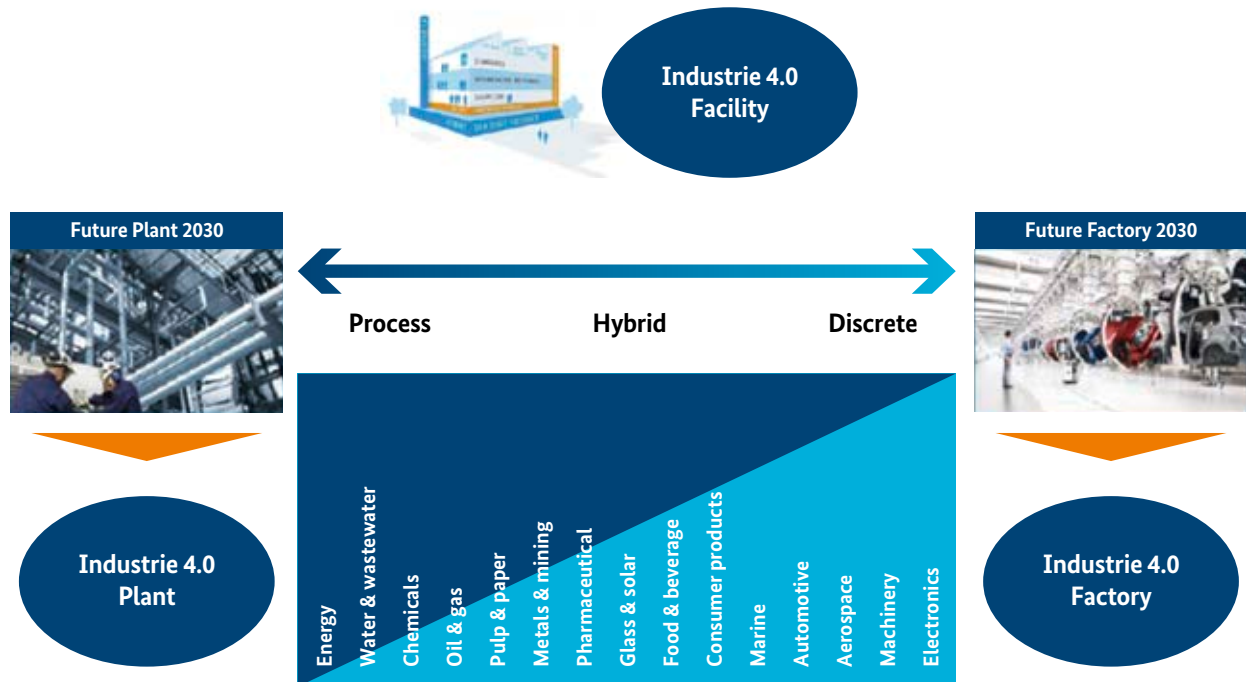 Industrie 4.0
Facility
Future Plant 2030
Future Factory 2030
Process
Hybrid
Discrete
Energy
Water & wastewater
Chemicals
Oil & gas
Pulp & paper
Metals & mining
Pharmaceutical
Glass & solar
Food & beverage
Consumer products
Marine
Automotive
Aerospace
Machinery
Electronics
Industrie 4.0
Plant
Industrie 4.0
Factory